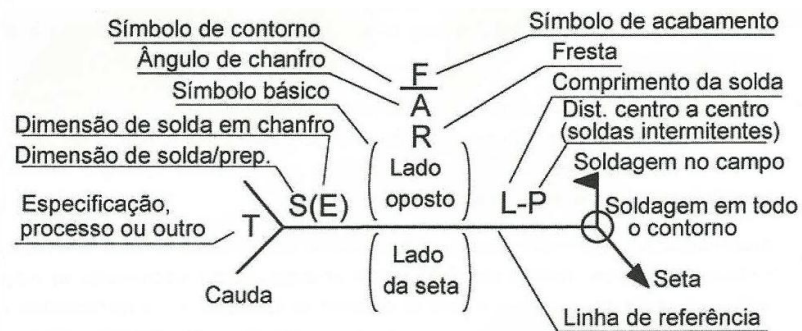 Símbolo de contorno
Símbolo de acabamento
Ângulo de chanfro
F
Fresta
Símbolo básico
A
Comprimento da solda
R
Dist. centro a centro
(soldas intermitentes)
Dimensão de solda em chanfro
Dimensão de solda/prep.
Lado
oposto
Soldagem no campo
Especificação,
processo ou outro
T
S(E)
L-P
Soldagem em todo
o contorno
Lado
da seta
Cauda
Seta
Linha de referência